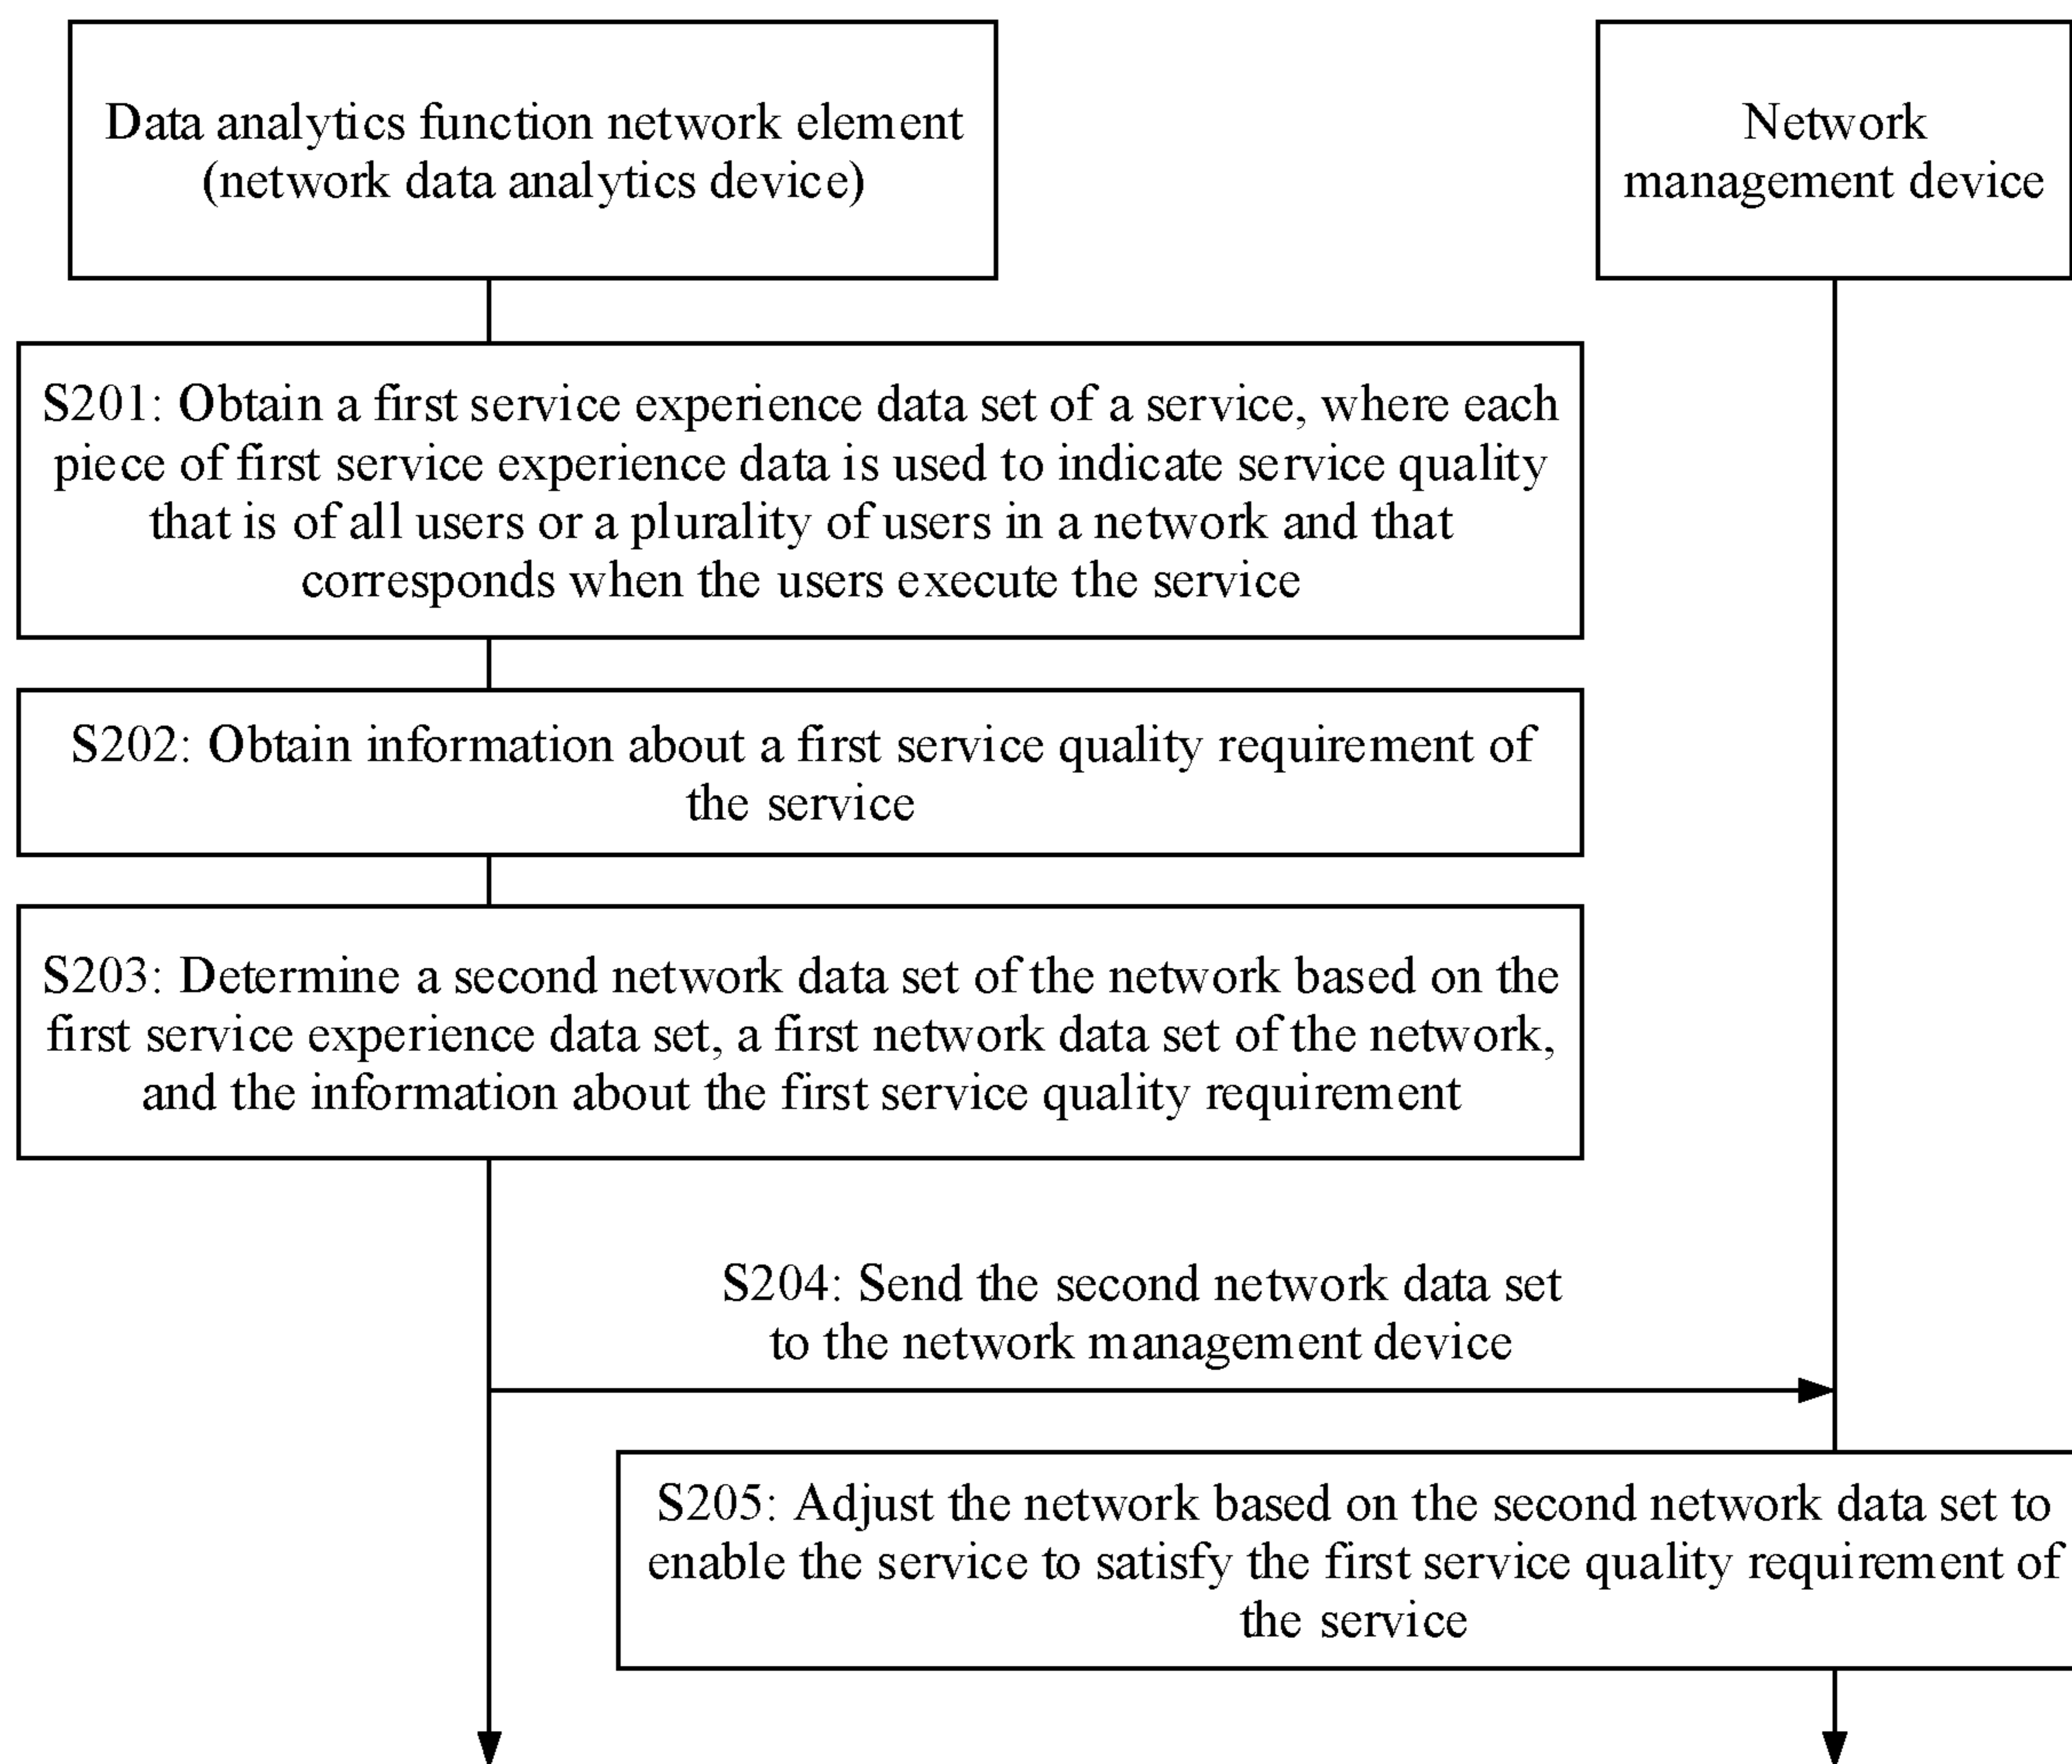 Data analytics function network element
(network data analytics device)
Network
management device
S201: Obtain a first service experience data set of a service, where each
piece of first service experience data is used to indicate service quality
that is of all users or a plurality of users in a network and that
corresponds when the users execute the service
S202: Obtain information about a first service quality requirement of
the service
S203: Determine a second network data set of the network based on the
first service experience data set, a first network data set of the network,
and the information about the first service quality requirement
S204: Send the second network data set
to the network management device
S205: Adjust the network based on the second network data set to
enable the service to satisfy the first service quality requirement of
the service